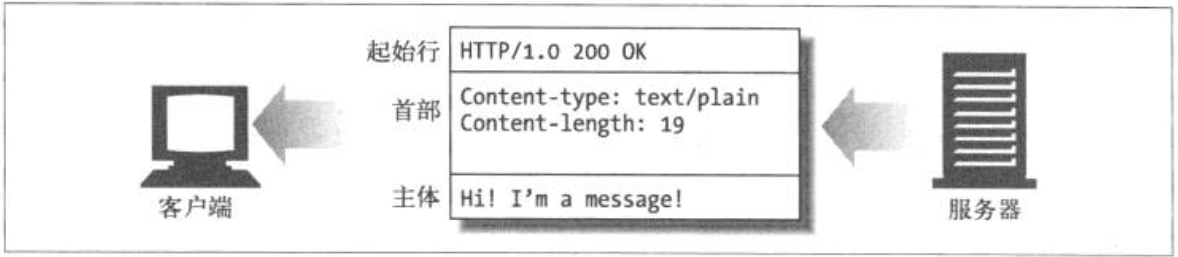 起始行 HTTP/1.0 200 OK
首部 Content-type: text/plain
Content-length: 19
主体 Hi! I'm a message!
客户端
服务器